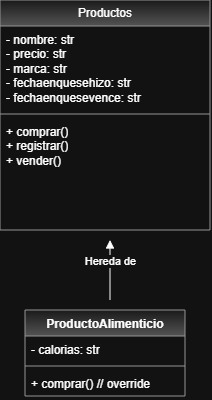 Productos
- nombre: str
- precio: str
- marca: str
- fechaenquesehizo: str
- fechaenquesevence: str
+ comprar()
+ registrar()
+ vender()
Hereda de
ProductoAlimenticio
- calorias: str
+ comprar() // override